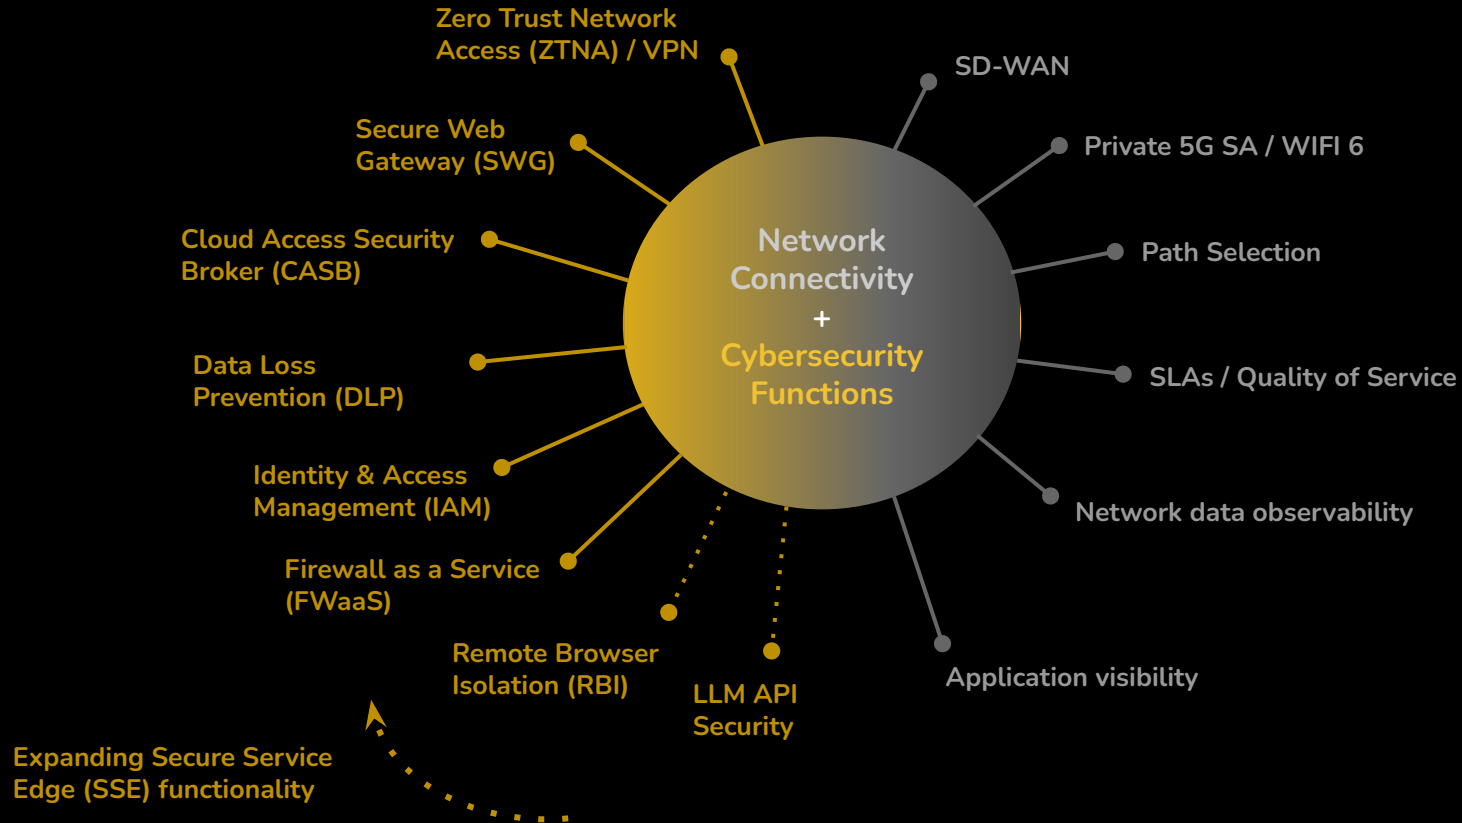 Zero Trust Network
Access (ZTNA) / VPN
Secure Web
Gateway (SWG)
Cloud Access Security
Broker (CASB)
Data Loss
Prevention (DLP)
Identity & Access
Management (IAM)
Firewall as a Service
(FWaaS)
Remote Browser
Isolation (RBI)
LLM API
Security
Expanding Secure Service
Edge (SSE) functionality
Network
Connectivity
+
Cybersecurity
Functions
SD-WAN
Private 5G SA / WIFI 6
Path Selection
SLAs / Quality of Service
Network data observability
Application visibility